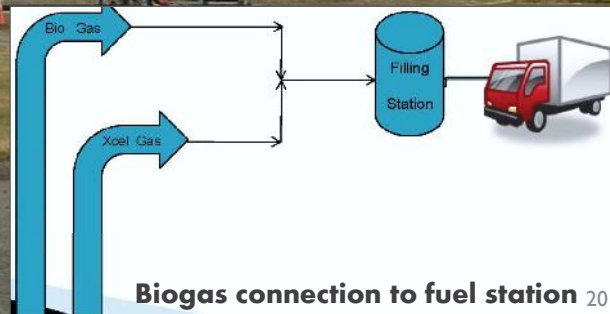 Bio Gas
Filling
Station
Xcel Gas
Biogas connection to fuel station 20